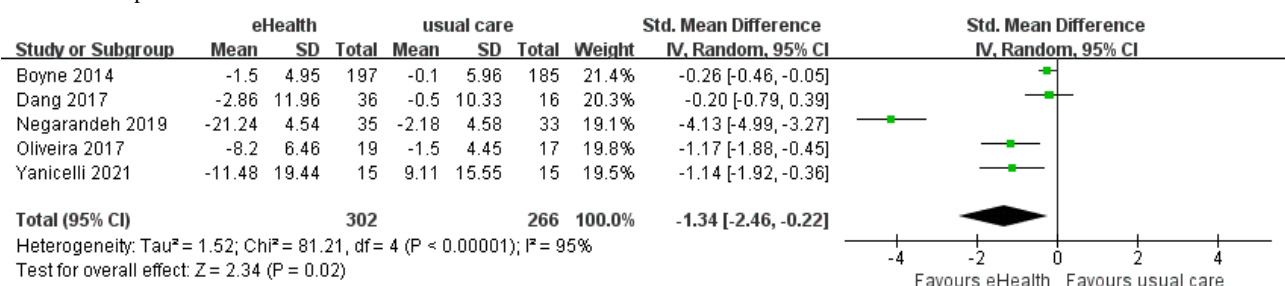 eHealth usual care Std. Mean Difference Std. Mean Difference
Study or Subgroup Mean SD Total Mean SD Total Weight IV, Random, 95% CI IV, Random, 95% CI
Boyne 2014 -1.5 4.95 197 -0.1 5.96 185 21.4% -0.26 [-0.46, -0.05]
Dang 2017 -2.86 11.96 36 -0.5 10.33 16 20.3% -0.20 [-0.79, 0.39]
Negarandeh 2019 -21.24 4.54 35 -2.18 4.58 33 19.1% -4.13 [-4.99, -3.27]
Oliveira 2017 -8.2 6.46 19 -1.5 4.45 17 19.8% -1.17 [-1.88, -0.45]
Yanicelli 2021 -11.48 19.44 15 9.11 15.55 15 19.5% -1.14 [-1.92, -0.36]
Total (95% CI) 302 266 100.0% -1.34 [-2.46, -0.22]
Heterogeneity: Tau² = 1.52; Chi² = 81.21, df = 4 (P < 0.00001); I² = 95%
Test for overall effect: Z = 2.34 (P = 0.02)
-4 -2 0 2 4
Favours eHealth Favours usual care